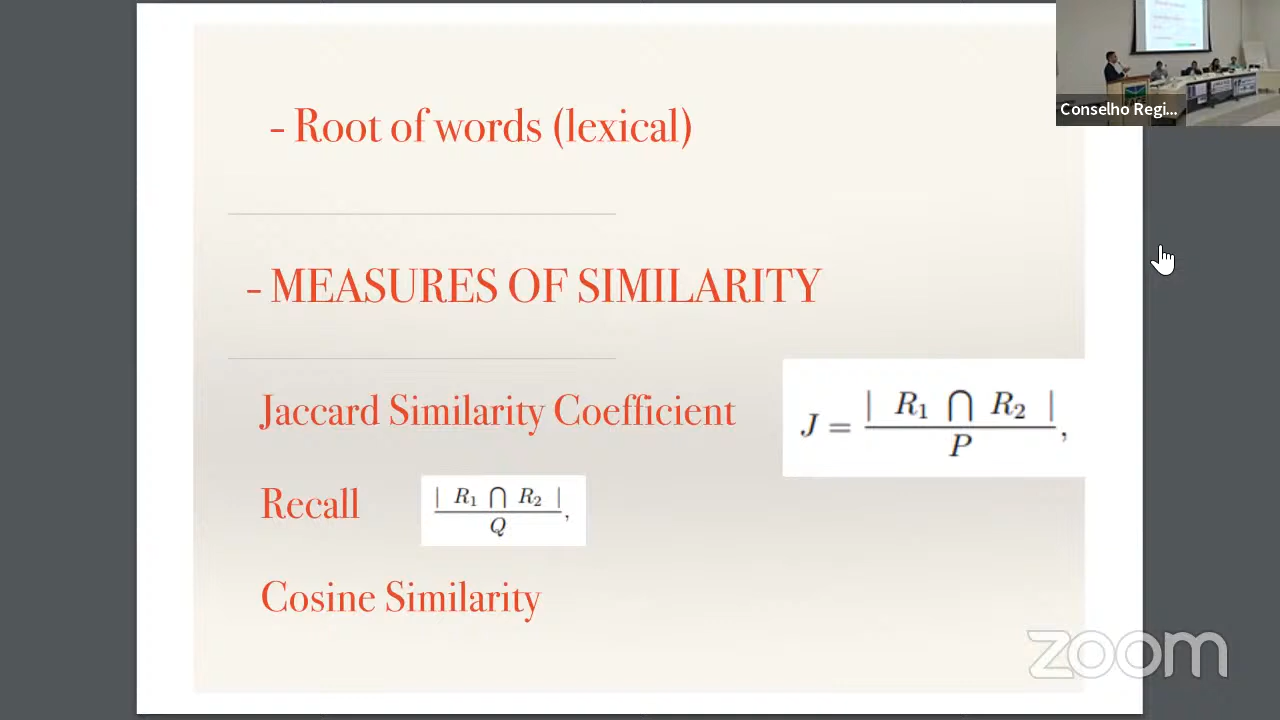 - Root of words (lexical)
Conselho Regi...
- MEASURES OF SIMILARITY
Jaccard Similarity Coefficient
J = | R₁ ⋂ R₂ | / P,
Recall
| R₁ ⋂ R₂ | / Q,
Cosine Similarity
zoom